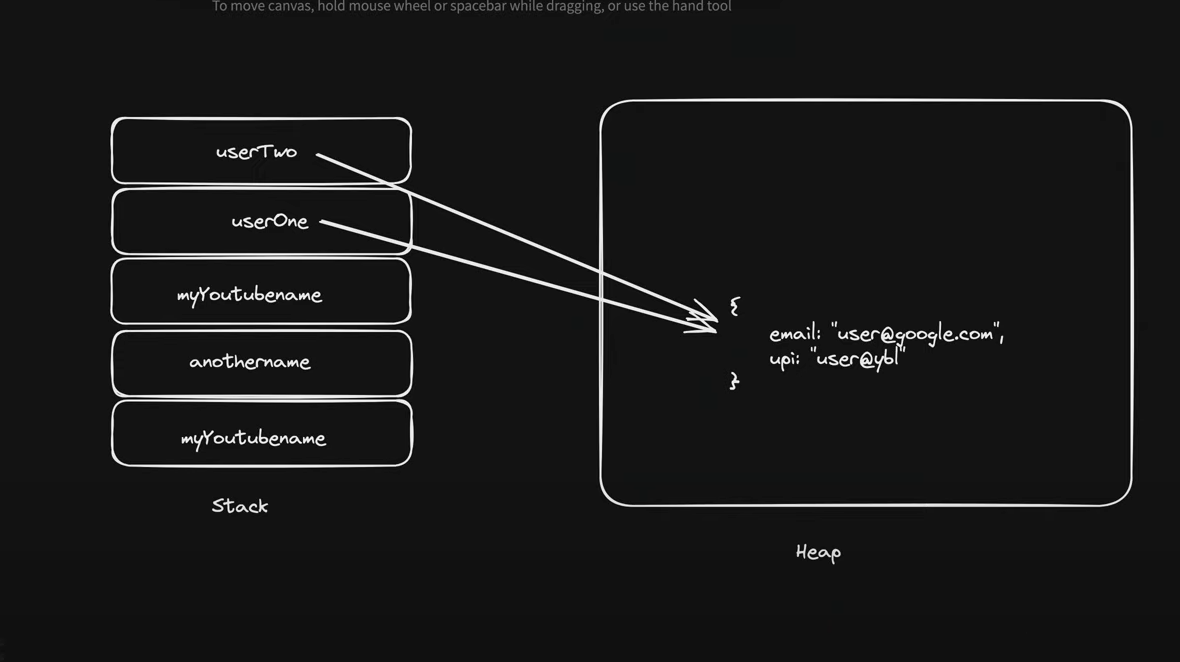 To move canvas, hold mouse wheel or spacebar while dragging, or use the hand tool
userTwo
userOne
myYoutubename
anothername
myYoutubename
Stack
{
email: "user@google.com",
upi: "user@ybl"
}
Heap